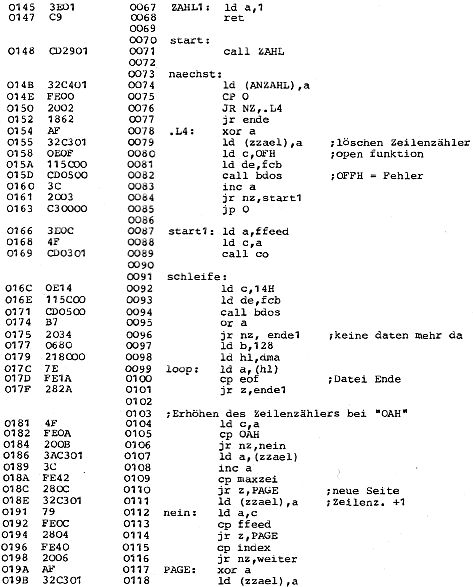 0145 3E01 0067 ZAHL1: ld a,1
0147 C9 0068 ret
0069
0070 start:
0148 CD2901 0071 call ZAHL
0072
0073 naechst:
014B 32C401 0074 ld (ANZAHL),a
014E FE00 0075 CP 0
0150 2002 0076 JR NZ,.L4
0152 1862 0077 jr ende
0154 AF 0078 .L4: xor a
0155 32C301 0079 ld (zzael),a ;löschen Zeilenzähler
0158 0E0F 0080 ld c,0FH ;open funktion
015A 115C00 0081 ld de,fcb
015D CD0500 0082 call bdos ;0FFH = Fehler
0160 3C 0083 inc a
0161 2003 0084 jr nz,start1
0163 C30000 0085 jp 0
0086
0166 3E0C 0087 start1: ld a,ffeed
0168 4F 0088 ld c,a
0169 CD0301 0089 call co
0090
0091 schleife:
016C 0E14 0092 ld c,14H
016E 115C00 0093 ld de,fcb
0171 CD0500 0094 call bdos
0174 B7 0095 or a
0175 2034 0096 jr nz, ende1 ;keine daten mehr da
0177 0680 0097 ld b,128
0179 218000 0098 ld hl,dma
017C 7E 0099 loop: ld a,(hl)
017D FE1A 0100 cp eof ;Datei Ende
017F 282A 0101 jr z,ende1
0102
0103 ;Erhöhen des Zeilenzählers bei "0AH"
0181 4F 0104 ld c,a
0182 FE0A 0105 cp 0AH
0184 200B 0106 jr nz,nein
0186 3AC301 0107 ld a,(zzael)
0189 3C 0108 inc a
018A FE42 0109 cp maxzei
018C 280C 0110 jr z,PAGE ;neue Seite
018E 32C301 0111 ld (zzael),a ;Zeilenz. +1
0191 79 0112 nein: ld a,c
0192 FE0C 0113 cp ffeed
0194 2804 0114 jr z,PAGE
0196 FE40 0115 cp index
0198 2006 0116 jr nz,weiter
019A AF 0117 PAGE: xor a
019B 32C301 0118 ld (zzael),a